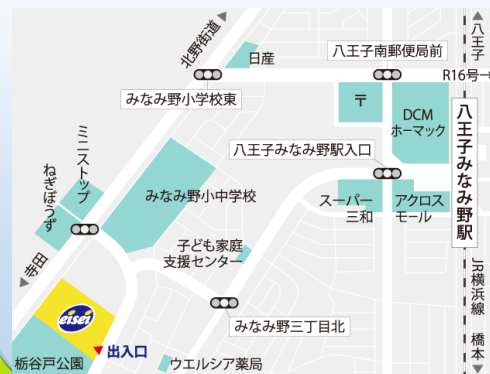 北野街道
日産
八王子南郵便局前
八王子
R16号→
みなみ野小学校東
〒
DCM
ホーマック
八王子みなみ野駅
八王子みなみ野駅入口
ミニストップ
ねぎぼうず
みなみ野小中学校
スーパー
三和
アクロス
モール
子ども家庭
支援センター
寺田
みなみ野三丁目北
JR横浜線
橋本
eisei
出入口
栃谷戸公園
ウエルシア薬局